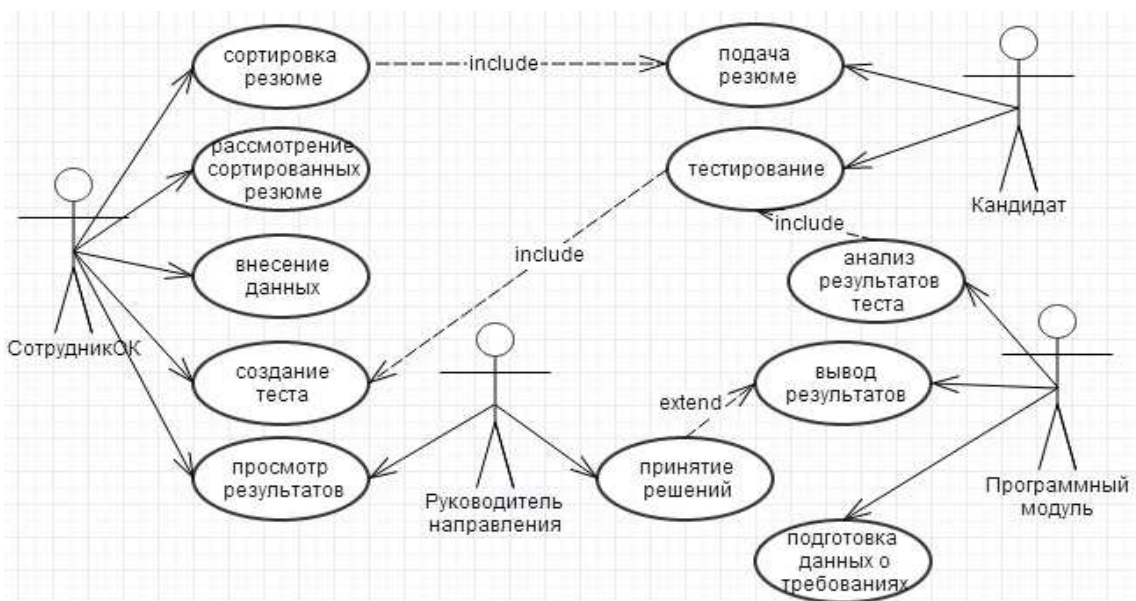 сортировка
резюме
include
подача
резюме
рассмотрение
сортированных
резюме
тестирование
Кандидат
include
include
внесение
данных
анализ
результатов
теста
СотрудникОК
создание
теста
вывод
результатов
extend
просмотр
результатов
Руководитель
направления
принятие
решений
Программный
модуль
подготовка
данных о
требованиях